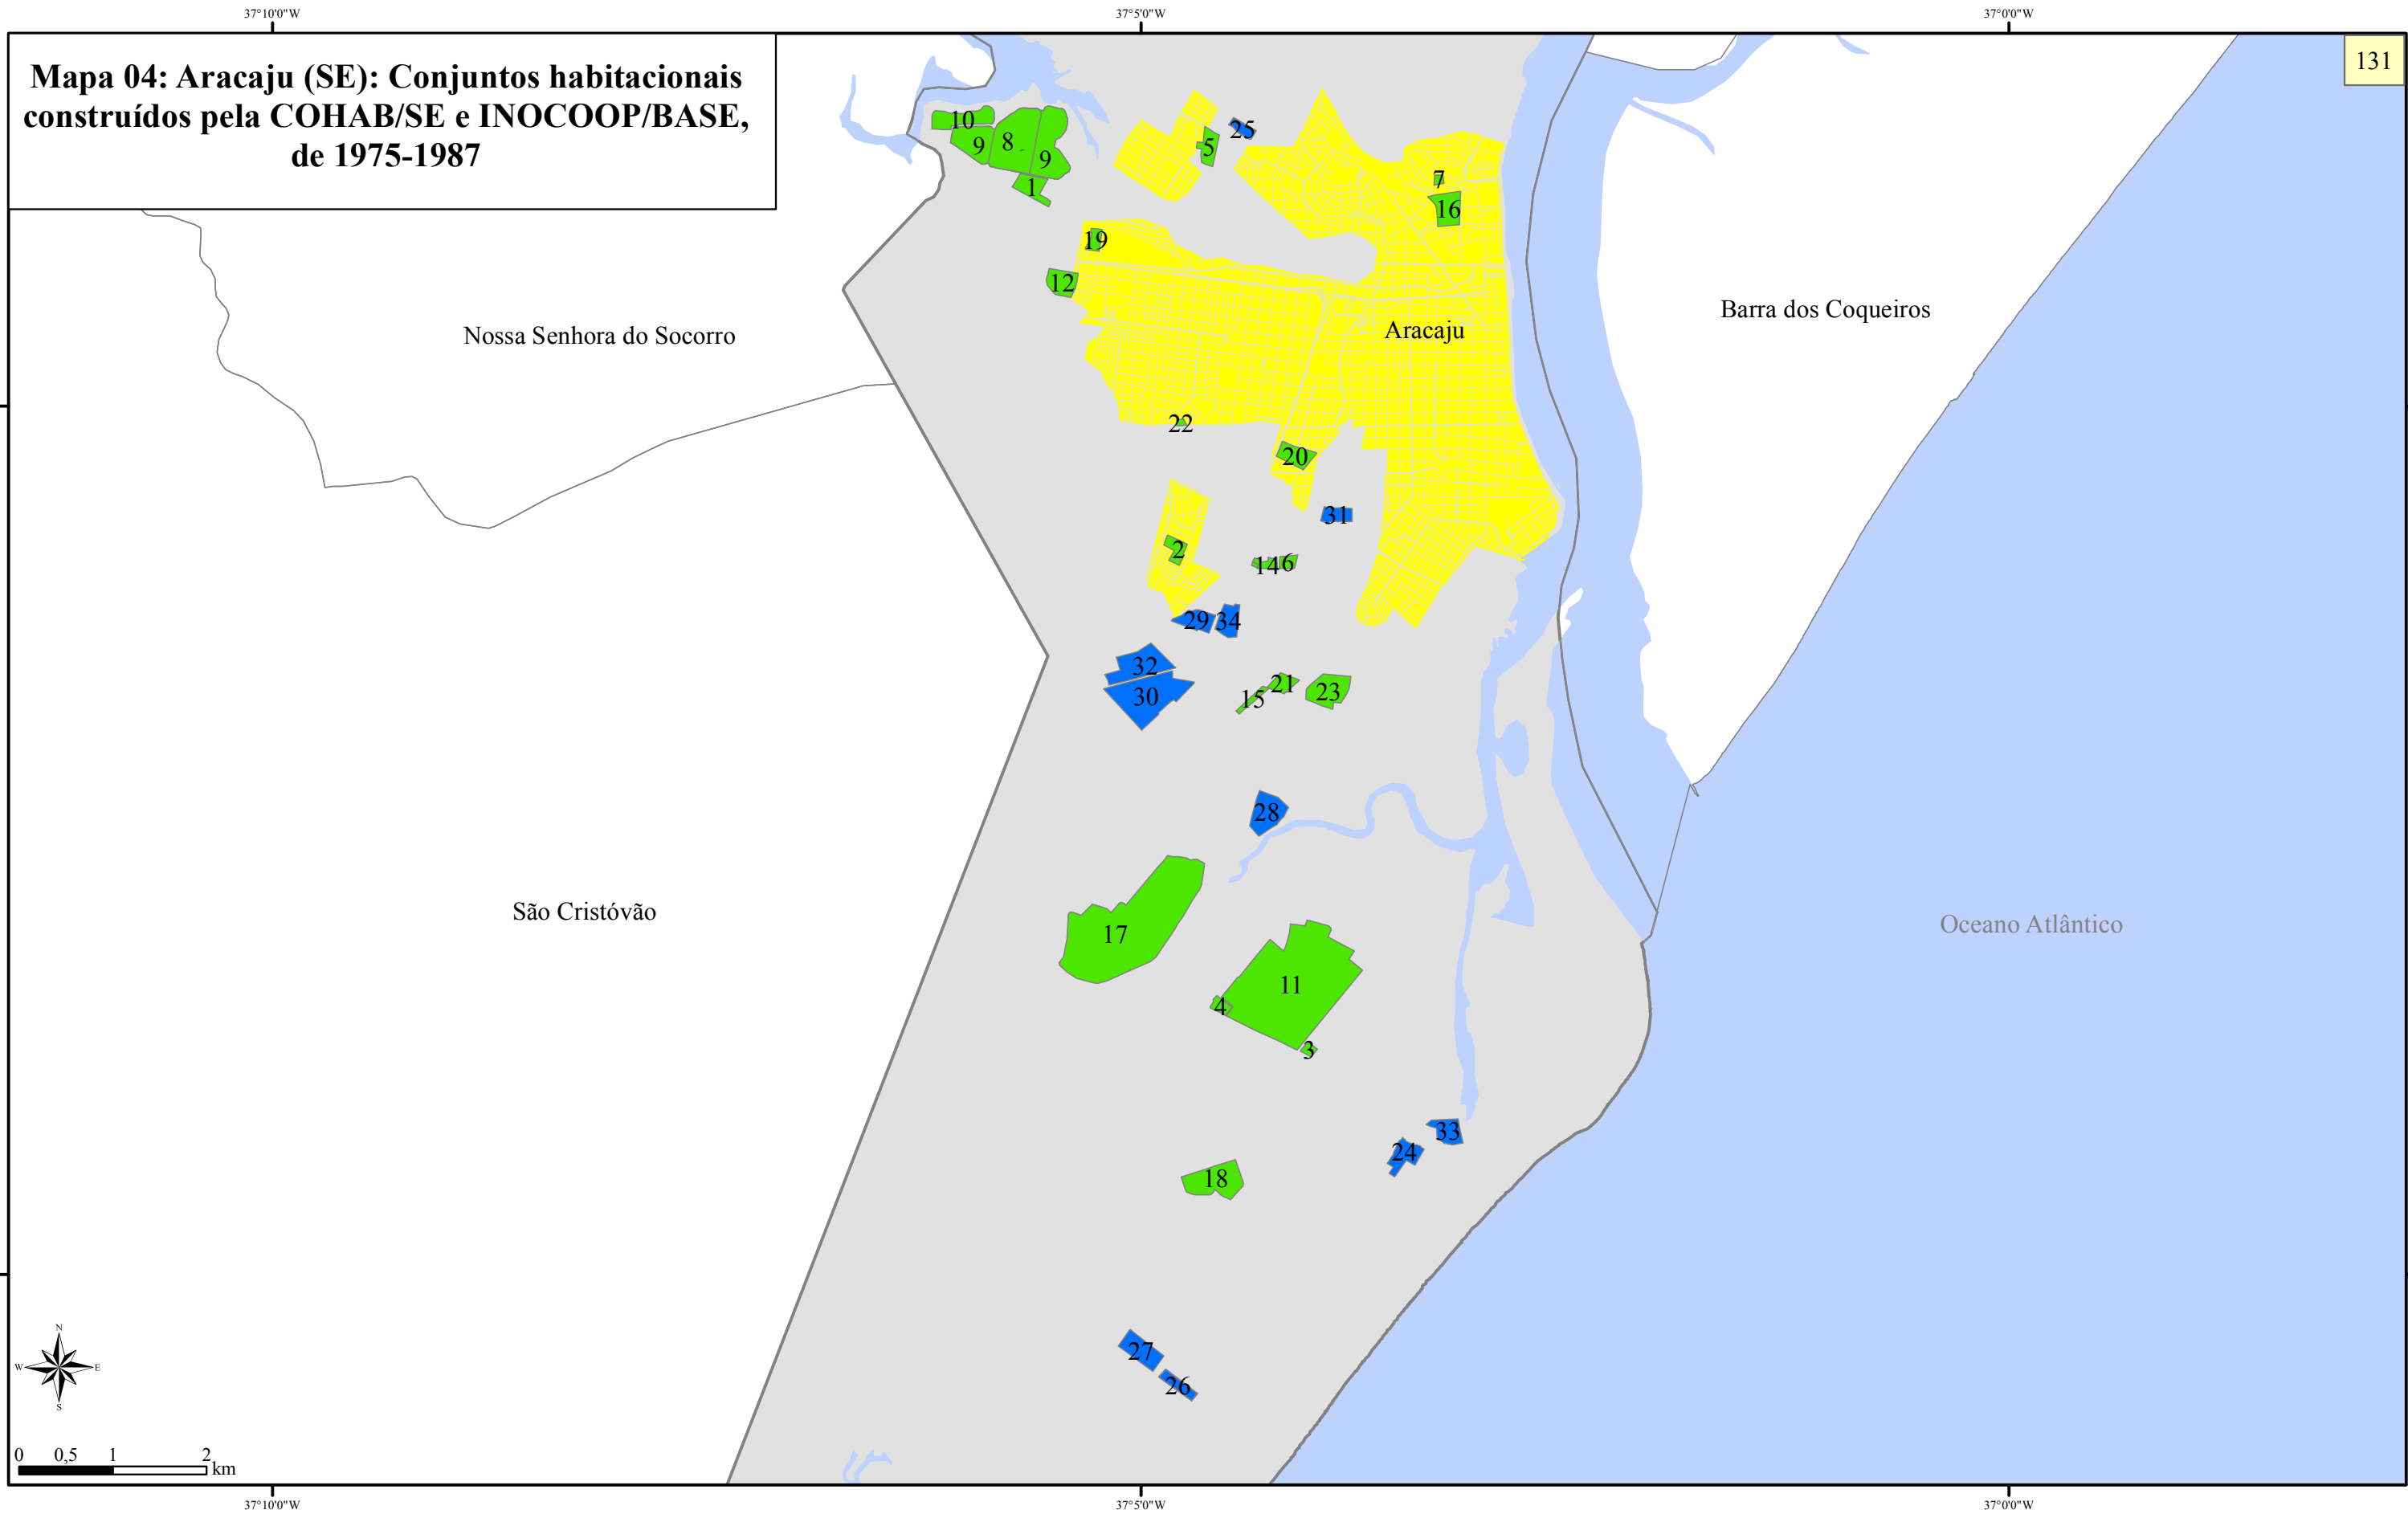 37°10'0"W
37°5'0"W
37°0'0"W
Mapa 04: Aracaju (SE): Conjuntos habitacionais
construídos pela COHAB/SE e INOCOOP/BASE,
de 1975-1987
131
10
9
8
9
1
5
25
7
16
19
12
Nossa Senhora do Socorro
Aracaju
Barra dos Coqueiros
22
20
31
2
14
6
29
34
32
30
15
21
23
28
São Cristóvão
17
Oceano Atlântico
11
4
3
33
24
18
27
26
N
W
E
S
0 0,5 1 2
km
37°10'0"W
37°5'0"W
37°0'0"W